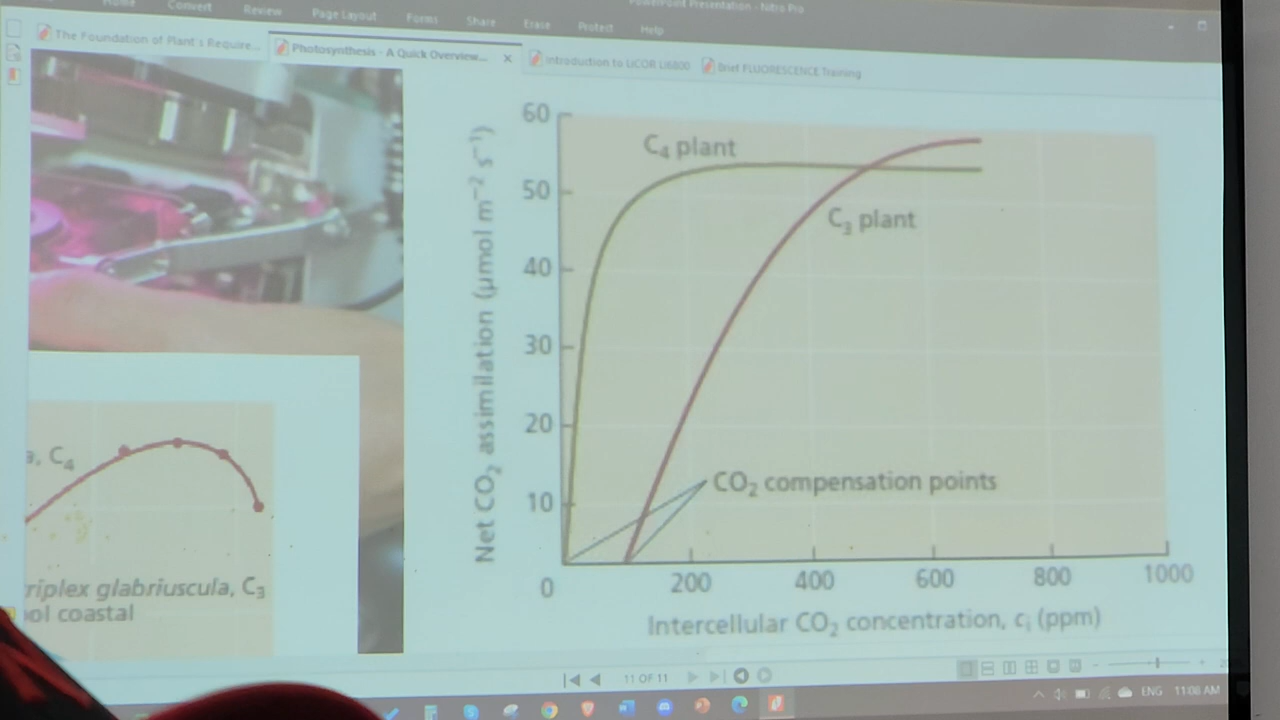 PowerPoint Presentation - Nitro Pro
Home Convert Review Page Layout Forms Share Erase Protect Help
The Foundation of Plant's Require...
Photosynthesis - A Quick Overview...
Introduction to LICOR LI6800
Brief FLUORESCENCE Training
60
50
40
30
20
10
0
200
400
600
800
1000
Net CO₂ assimilation (µmol m⁻² s⁻¹)
C₄ plant
C₃ plant
CO₂ compensation points
Intercellular CO₂ concentration, cᵢ (ppm)
a, C₄
riplex glabriuscula, C₃
ool coastal
11 OF 11
ENG 11:08 AM